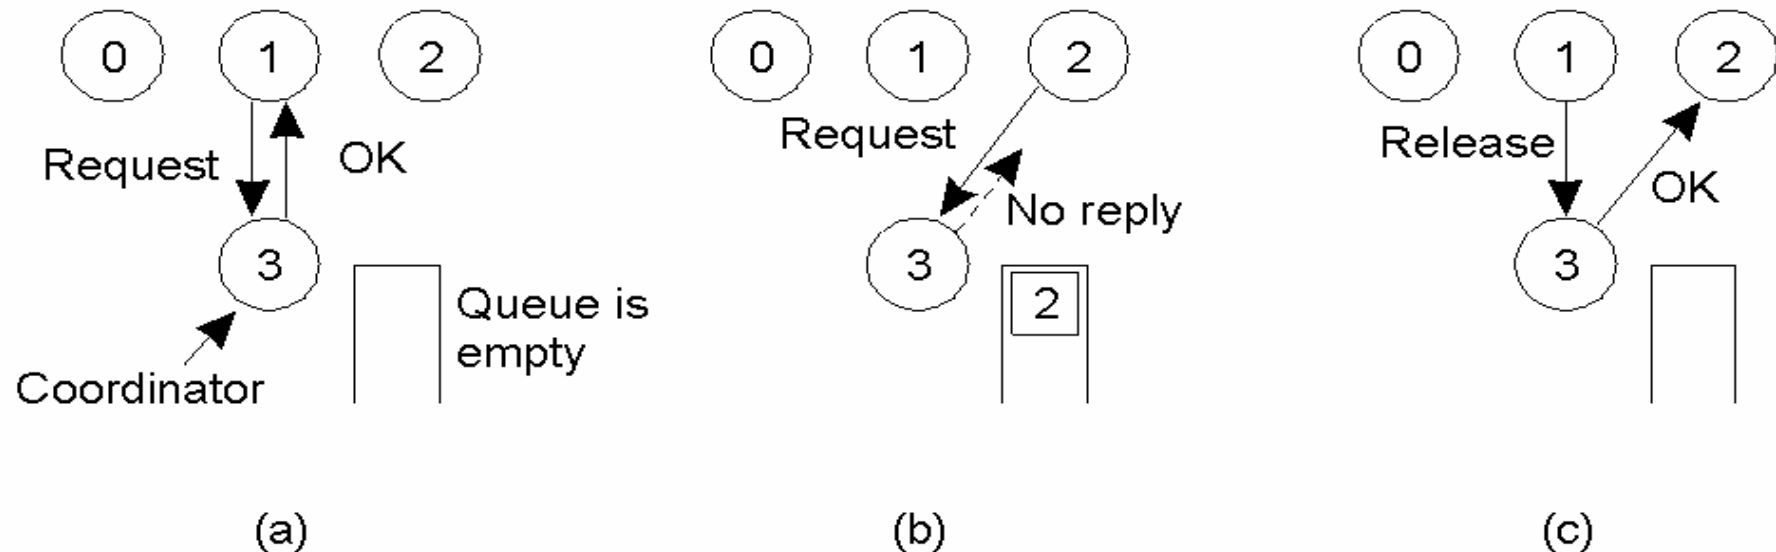 0 1 2
Request OK
3
Queue is
empty
Coordinator
(a)
0 1 2
Request
No reply
3
2
(b)
0 1 2
Release
OK
3
(c)